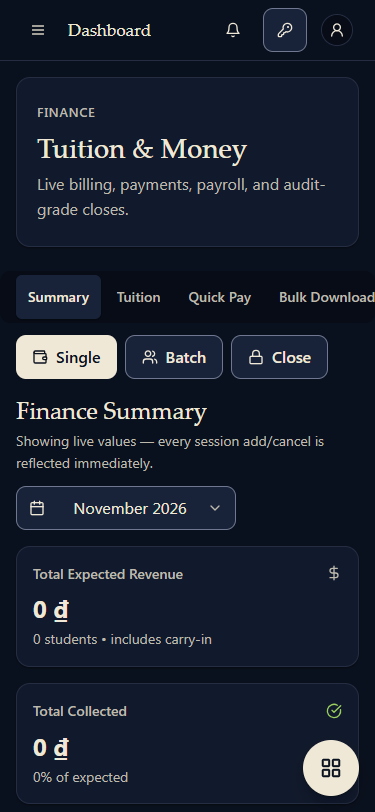 Dashboard
FINANCE
Tuition & Money
Live billing, payments, payroll, and audit-
grade closes.
Summary Tuition Quick Pay Bulk Download
Single Batch Close
Finance Summary
Showing live values — every session add/cancel is
reflected immediately.
November 2026
Total Expected Revenue
0 ₫
0 students • includes carry-in
Total Collected
0 ₫
0% of expected